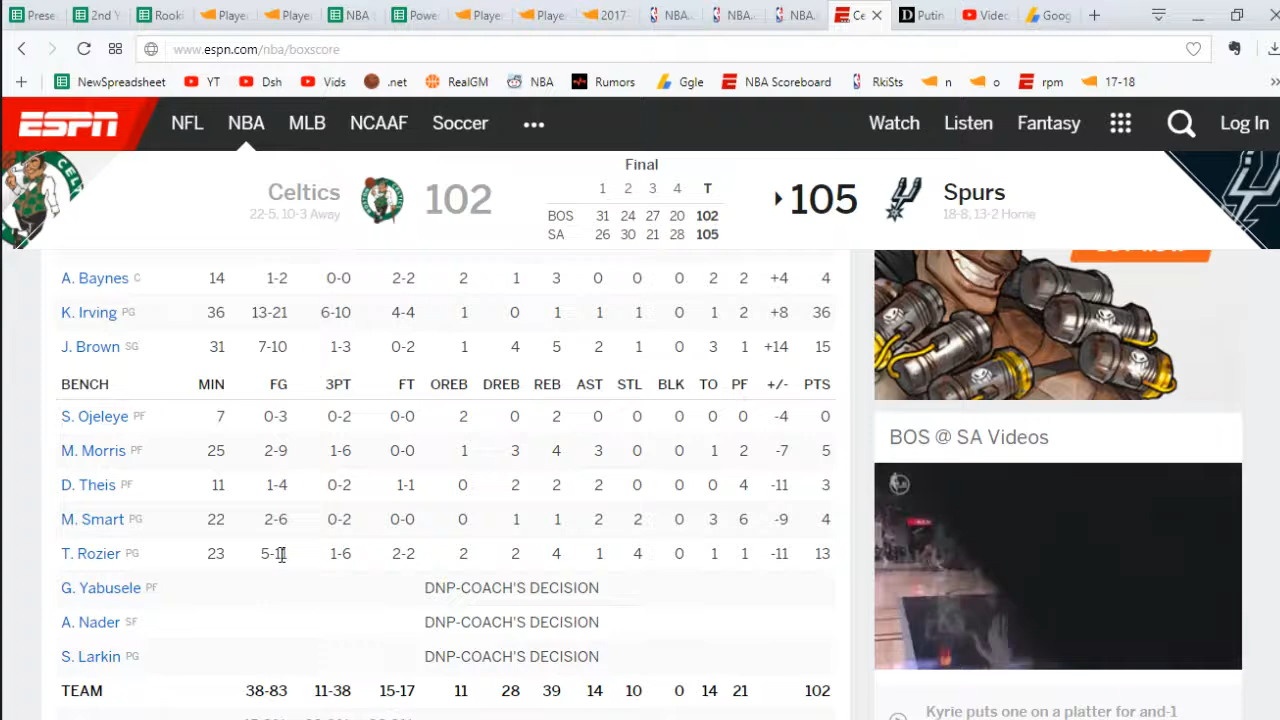 Prese 2nd Y Rooki Player Player NBA Power Player Player 2017- NBA NBA. NBA. Ce Putin Video Goog
www.espn.com/nba/boxscore
NewSpreadsheet YT Dsh Vids .net RealGM NBA Rumors Ggle NBA Scoreboard RkiSts n o rpm 17-18
ESPN NFL NBA MLB NCAAF Soccer Watch Listen Fantasy Log In
Final
Celtics 102 105 Spurs
22-5, 10-3 Away 18-8, 13-2 Home
1 2 3 4 T
BOS 31 24 27 20 102
SA 26 30 21 28 105
A. Baynes C 14 1-2 0-0 2-2 2 1 3 0 0 0 2 2 +4 4
K. Irving PG 36 13-21 6-10 4-4 1 0 1 1 1 0 1 2 +8 36
J. Brown SG 31 7-10 1-3 0-2 1 4 5 2 1 0 3 1 +14 15
BENCH MIN FG 3PT FT OREB DREB REB AST STL BLK TO PF +/- PTS
S. Ojeleye PF 7 0-3 0-2 0-0 2 0 2 0 0 0 0 0 -4 0
M. Morris PF 25 2-9 1-6 0-0 1 3 4 3 0 0 1 2 -7 5
D. Theis PF 11 1-4 0-2 1-1 0 2 2 2 0 0 0 4 -11 3
M. Smart PG 22 2-6 0-2 0-0 0 1 1 2 2 0 3 6 -9 4
T. Rozier PG 23 1-6 2-2 2 2 4 1 4 0 1 1 -11 13
G. Yabusele PF DNP-COACH'S DECISION
A. Nader SF DNP-COACH'S DECISION
S. Larkin PG DNP-COACH'S DECISION
TEAM 38-83 11-38 15-17 11 28 39 14 10 0 14 21 102
BOS @ SA Videos
Kyrie puts one on a platter for and-1